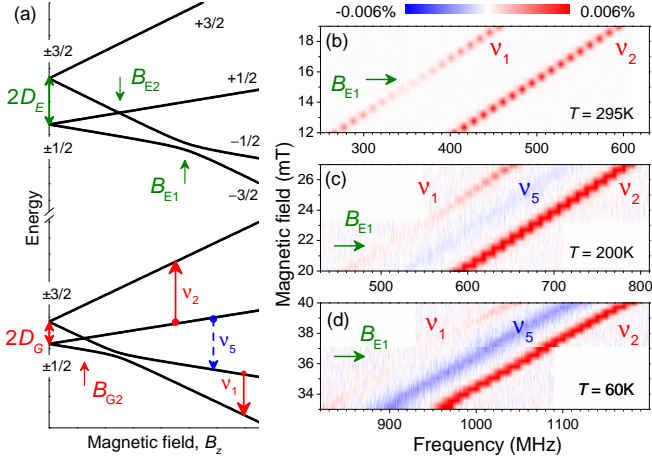 (a)
+3/2
±3/2
B_E2
+1/2
2D_E
±1/2
−1/2
B_E1
−3/2
Energy
±3/2
ν_2
2D_G
ν_5
±1/2
ν_1
B_G2
Magnetic field, B_z
-0.006% 0.006%
(b)
18
16
14
12
B_E1
ν_1
ν_2
T = 295K
300 400 500 600
(c)
26
24
22
20
ν_1
ν_5
ν_2
B_E1
T = 200K
500 600 700 800
Magnetic field (mT)
(d)
40
38
36
34
ν_1
ν_5
ν_2
B_E1
T = 60K
900 1000 1100
Frequency (MHz)